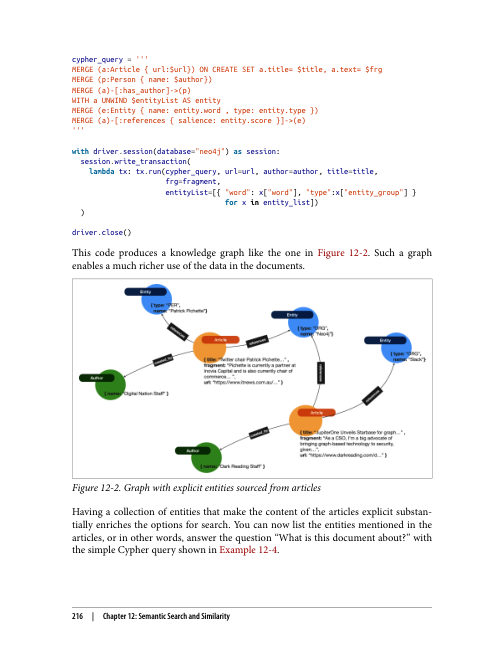 cypher_query = '''
MERGE (a:Article { url:$url}) ON CREATE SET a.title= $title, a.text= $frg
MERGE (p:Person { name: $author})
MERGE (a)-[:has_author]->(p)
WITH a UNWIND $entityList AS entity
MERGE (e:Entity { name: entity.word , type: entity.type })
MERGE (a)-[:references { salience: entity.score }]->(e)
'''
with driver.session(database="neo4j") as session:
session.write_transaction(
lambda tx: tx.run(cypher_query, url=url, author=author, title=title,
frg=fragment,
entityList=[{ "word": x["word"], "type":x["entity_group"] }
for x in entity_list])
)
driver.close()
This code produces a knowledge graph like the one in Figure 12-2. Such a graph
enables a much richer use of the data in the documents.
Entity
{ type: "PER",
name: "Patrick Pichette"}
Entity
{ type: "ORG",
name: "Neo4j"}
Article
{ title: "Twitter chair Patrick Pichette..." ,
fragment: "Pichette is currently a partner at
Inovia Capital and is also currently chair of
commerce... ",
url: "https://www.itnews.com.au/..." }
Entity
{ type: "ORG",
name: "Slack"}
Author
{ name: "Digital Nation Staff" }
Article
{ title: "JupiterOne Unveils Starbase for graph..." ,
fragment: "As a CSO, I'm a big advocate of
bringing graph-based technology to security,
given... ",
url: "https://www.darkreading.com/d..." }
Author
{ name: "Dark Reading Staff" }
Figure 12-2. Graph with explicit entities sourced from articles
Having a collection of entities that make the content of the articles explicit substan-
tially enriches the options for search. You can now list the entities mentioned in the
articles, or in other words, answer the question “What is this document about?” with
the simple Cypher query shown in Example 12-4.
216 | Chapter 12: Semantic Search and Similarity